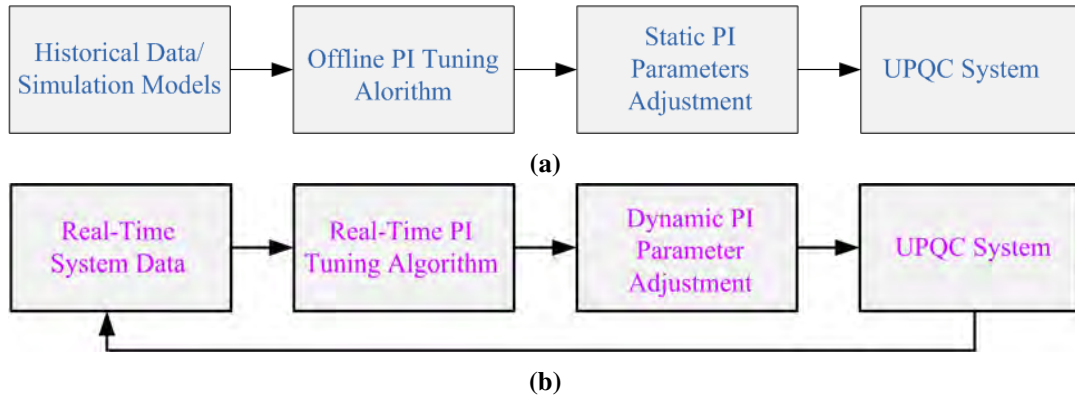 Historical Data/
Simulation Models
Offline PI Tuning
Alorithm
Static PI
Parameters
Adjustment
UPQC System
(a)
Real-Time
System Data
Real-Time PI
Tuning Algorithm
Dynamic PI
Parameter
Adjustment
UPQC System
(b)